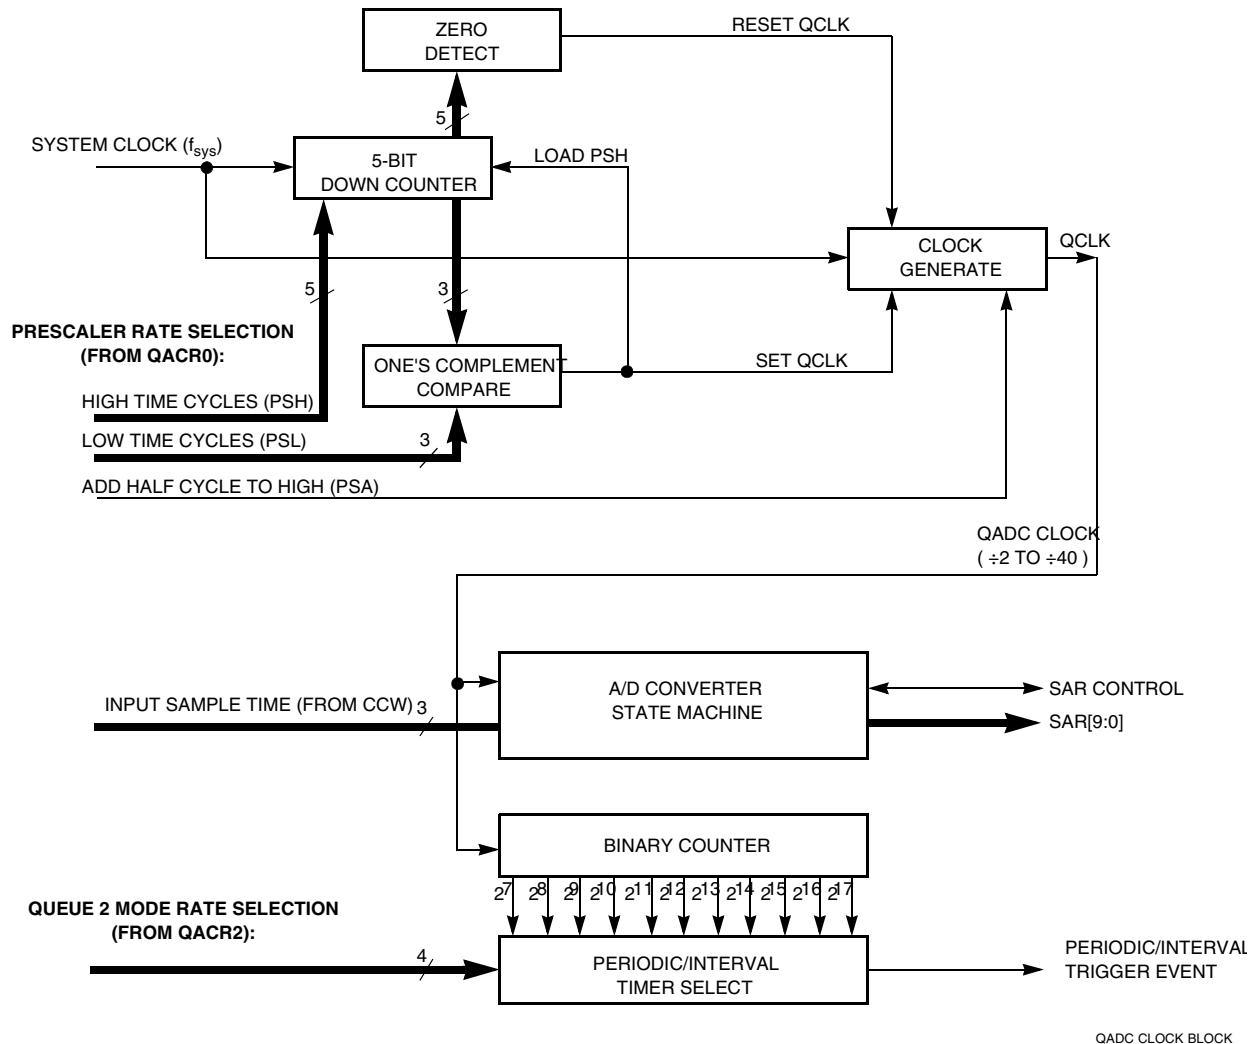 ZERO
DETECT
RESET QCLK
5
SYSTEM CLOCK (fsys)
5-BIT
DOWN COUNTER
LOAD PSH
CLOCK
GENERATE
QCLK
5
3
PRESCALER RATE SELECTION
(FROM QACR0):
ONE'S COMPLEMENT
COMPARE
SET QCLK
HIGH TIME CYCLES (PSH)
LOW TIME CYCLES (PSL)
3
ADD HALF CYCLE TO HIGH (PSA)
QADC CLOCK
( ÷2 TO ÷40 )
INPUT SAMPLE TIME (FROM CCW)
3
A/D CONVERTER
STATE MACHINE
SAR CONTROL
SAR[9:0]
BINARY COUNTER
2^7 2^8 2^9 2^10 2^11 2^12 2^13 2^14 2^15 2^16 2^17
QUEUE 2 MODE RATE SELECTION
(FROM QACR2):
4
PERIODIC/INTERVAL
TIMER SELECT
PERIODIC/INTERVAL
TRIGGER EVENT
QADC CLOCK BLOCK